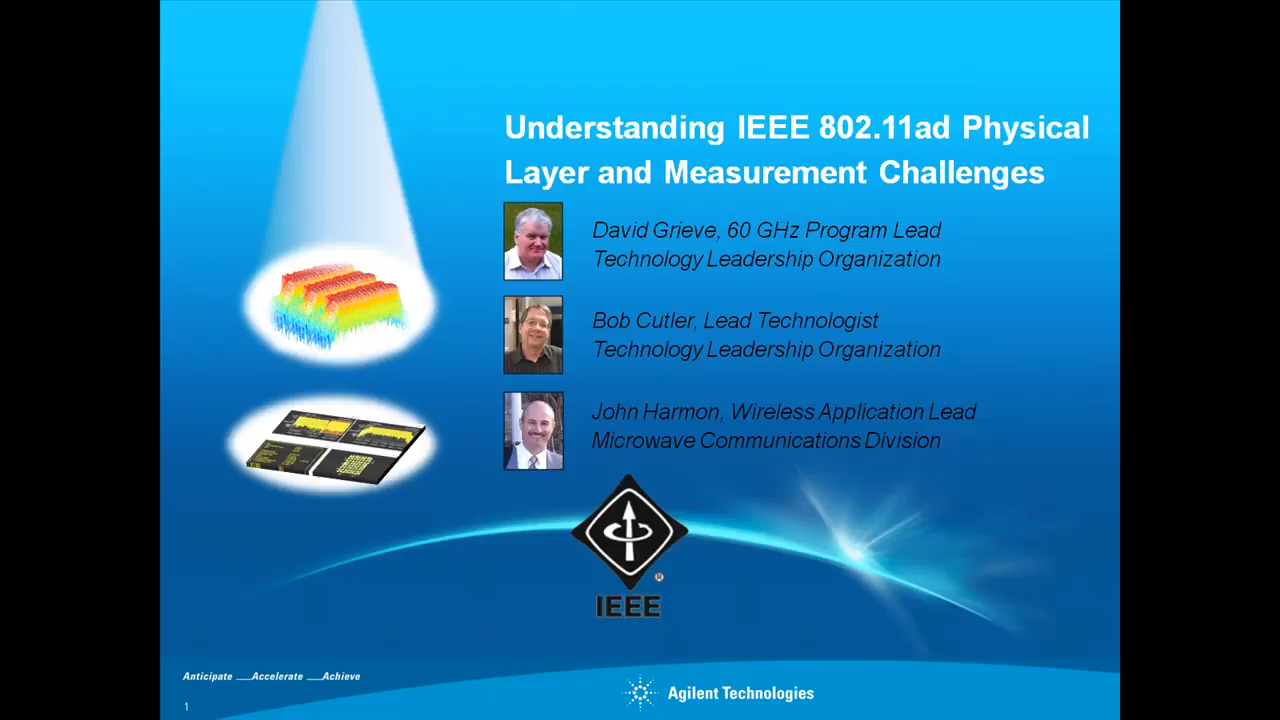 Understanding IEEE 802.11ad Physical
Layer and Measurement Challenges
David Grieve, 60 GHz Program Lead
Technology Leadership Organization
Bob Cutler, Lead Technologist
Technology Leadership Organization
John Harmon, Wireless Application Lead
Microwave Communications Division
®
IEEE
Anticipate Accelerate Achieve
Agilent Technologies
1